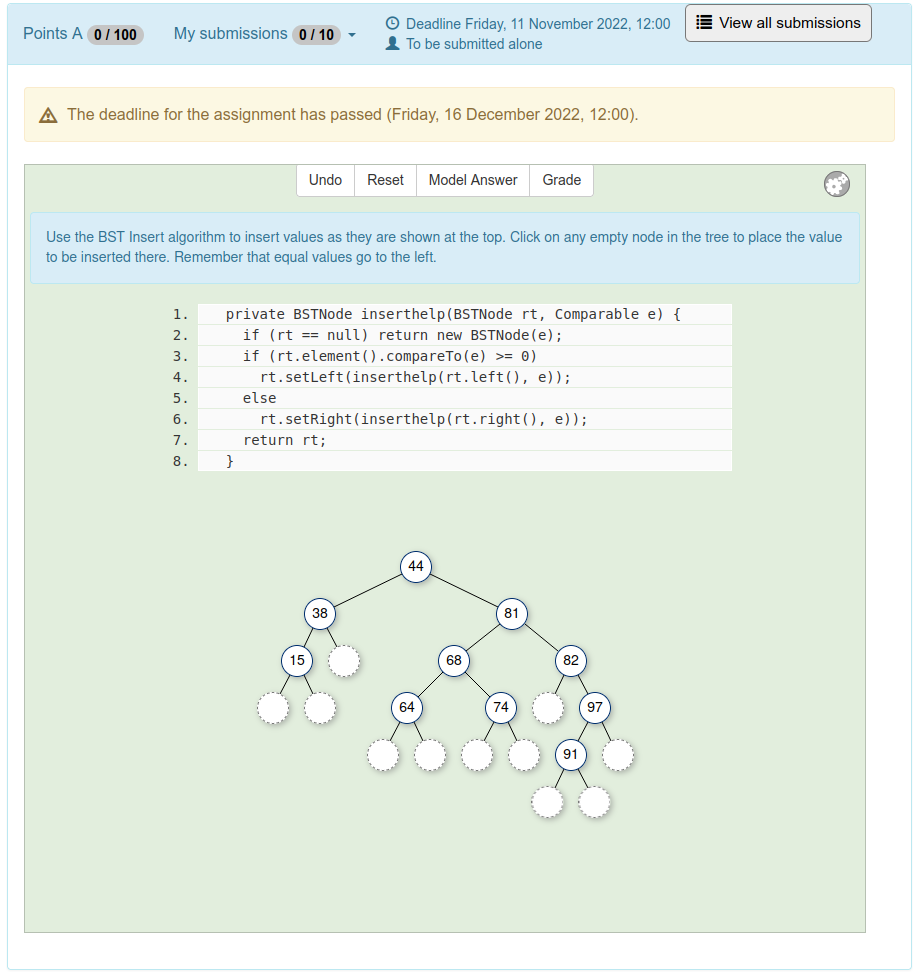 Points A 0 / 100 My submissions 0 / 10 Deadline Friday, 11 November 2022, 12:00 View all submissions
To be submitted alone
The deadline for the assignment has passed (Friday, 16 December 2022, 12:00).
Undo Reset Model Answer Grade
Use the BST Insert algorithm to insert values as they are shown at the top. Click on any empty node in the tree to place the value
to be inserted there. Remember that equal values go to the left.
1. private BSTNode inserthelp(BSTNode rt, Comparable e) {
2. if (rt == null) return new BSTNode(e);
3. if (rt.element().compareTo(e) >= 0)
4. rt.setLeft(inserthelp(rt.left(), e));
5. else
6. rt.setRight(inserthelp(rt.right(), e));
7. return rt;
8. }
44
38 81
15 68 82
64 74 97
91